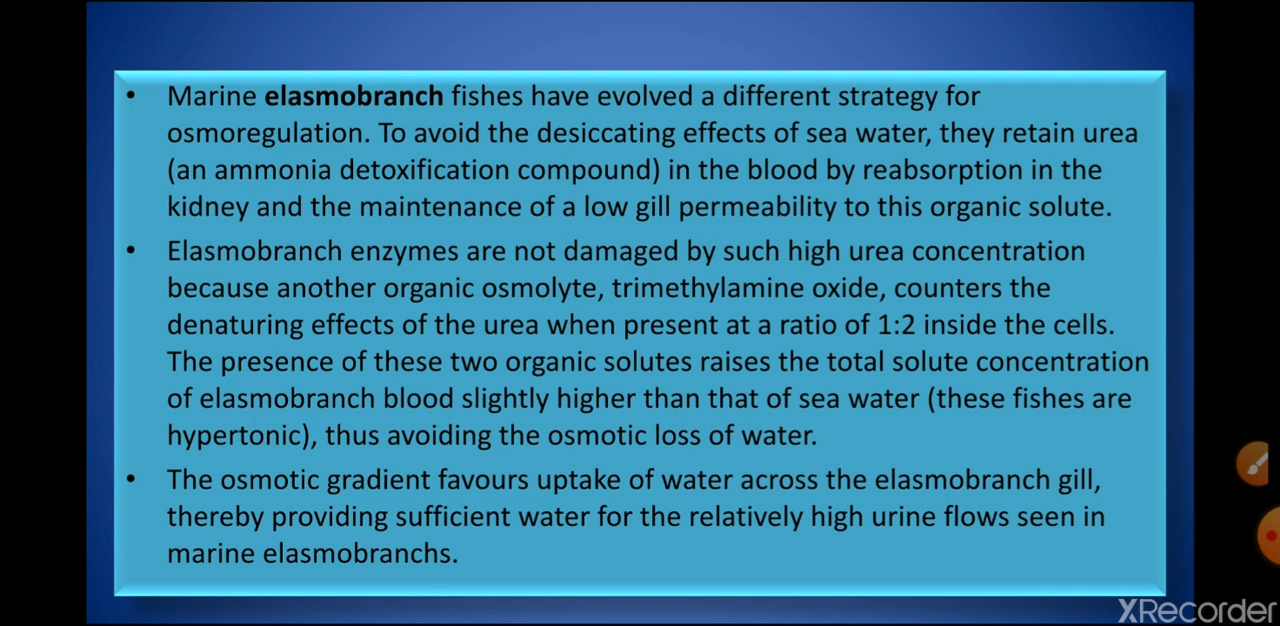 • Marine elasmobranch fishes have evolved a different strategy for
osmoregulation. To avoid the desiccating effects of sea water, they retain urea
(an ammonia detoxification compound) in the blood by reabsorption in the
kidney and the maintenance of a low gill permeability to this organic solute.
• Elasmobranch enzymes are not damaged by such high urea concentration
because another organic osmolyte, trimethylamine oxide, counters the
denaturing effects of the urea when present at a ratio of 1:2 inside the cells.
The presence of these two organic solutes raises the total solute concentration
of elasmobranch blood slightly higher than that of sea water (these fishes are
hypertonic), thus avoiding the osmotic loss of water.
• The osmotic gradient favours uptake of water across the elasmobranch gill,
thereby providing sufficient water for the relatively high urine flows seen in
marine elasmobranchs.
XRecorder